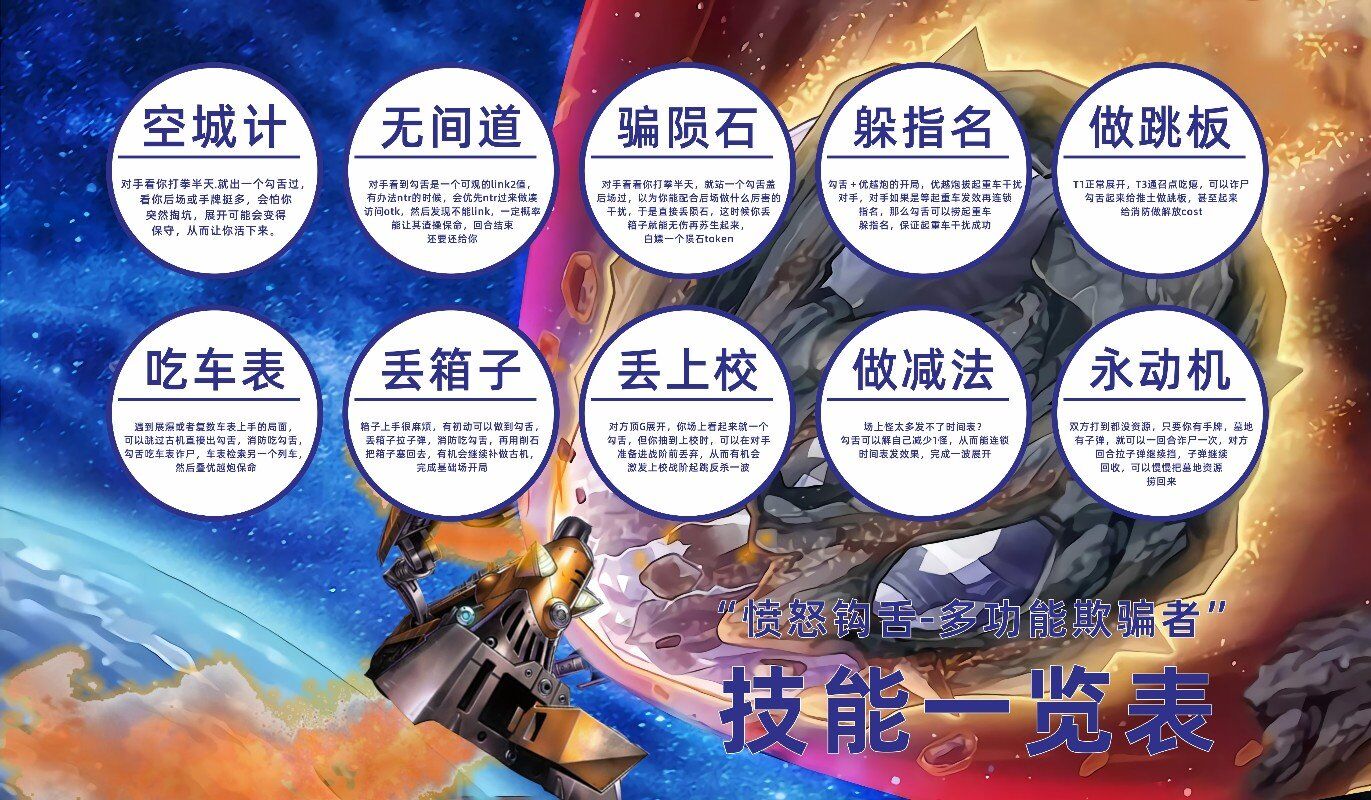 空城计
对手看你打拳半天,就出一个勾舌过,
看你后场或手牌挺多，会怕你
突然掏坑，展开可能会变得
保守，从而让你活下来。
无间道
对手看到勾舌是一个可观的link2值，
有办法ntr的时候，会优先ntr过来做凑
访问otk，然后发现不能link，一定概率
能让其渣操保命，回合结束
还要还给你
骗陨石
对手看看你打拳半天，就站一个勾舌盖
后场过，以为你能配合后场做什么厉害的
干扰，于是直接丢陨石，这时候你丢
箱子就能无伤再苏生起来，
白嫖一个陨石token
躲指名
勾舌＋优越炮的开局，优越炮拔起重车干扰
对手，对手如果是等起重车发效再连锁
指名，那么勾舌可以捞起重车
躲指名，保证起重车干扰成功
做跳板
T1正常展开，T3通召点吃熘，可以诈尸
勾舌起来给推土做跳板，甚至起来
给消防做解放cost
吃车表
遇到展熘或者复数车表上手的局面，
可以跳过古机直接出勾舌，消防吃勾舌，
勾舌吃车表诈尸，车表检索另一个列车，
然后叠优越炮保命
丢箱子
箱子上手很麻烦，有初动可以做到勾舌，
丢箱子拉子弹，消防吃勾舌，再用削石
把箱子塞回去，有机会继续补做古机，
完成基础场开局
丢上校
对方顶G展开，你场上看起来就一个
勾舌，但你抽到上校时，可以在对手
准备进战阶前丢弃，从而有机会
激发上校战阶起跳反杀一波
做减法
场上怪太多发不了时间表？
勾舌可以解自己减少1怪，从而能连锁
时间表发效果，完成一波展开
永动机
双方打到都没资源，只要你有手牌，墓地
有子弹，就可以一回合诈尸一次，对方
回合拉子弹继续挡，子弹继续
回收，可以慢慢把墓地资源
捞回来
“愤怒钩舌-多功能欺骗者”
技能一览表